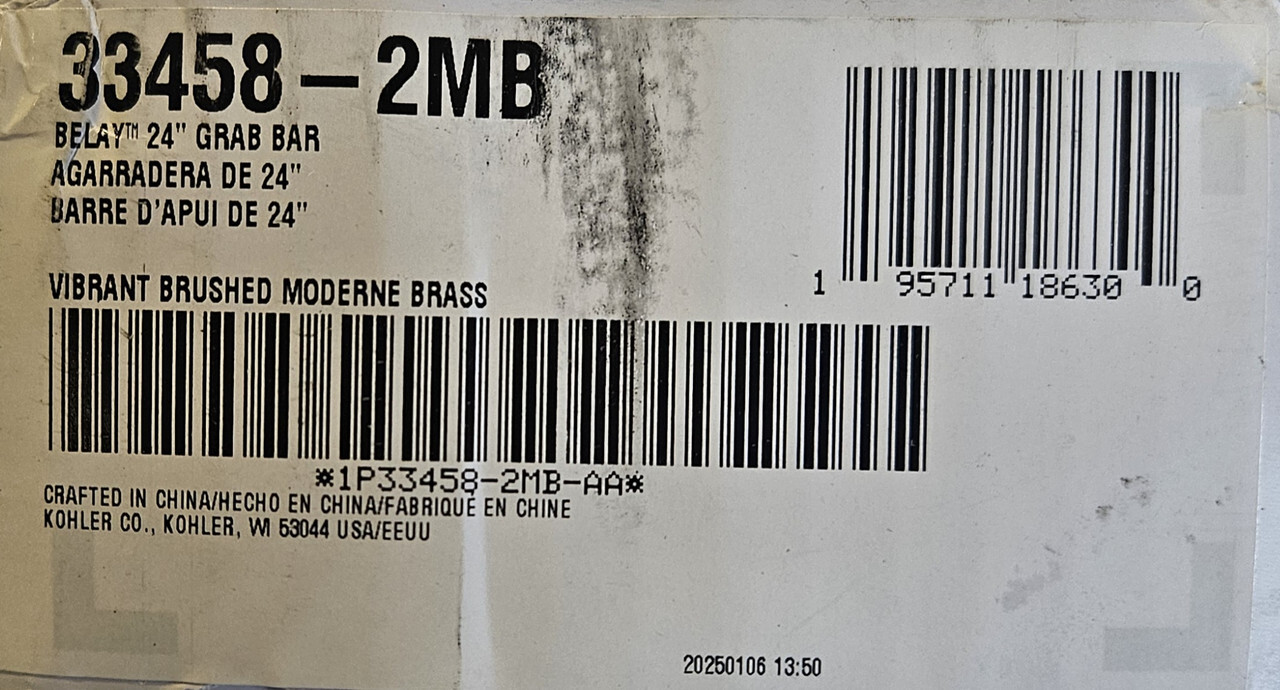 33458-2MB
BELAY™ 24" GRAB BAR
AGARRADERA DE 24"
BARRE D'APUI DE 24"
VIBRANT BRUSHED MODERNE BRASS
1 95711 18630 0
*1P33458-2MB-AA*
CRAFTED IN CHINA/HECHO EN CHINA/FABRIQUÉ EN CHINE
KOHLER CO., KOHLER, WI 53044 USA/EEUU
20250106 13:50